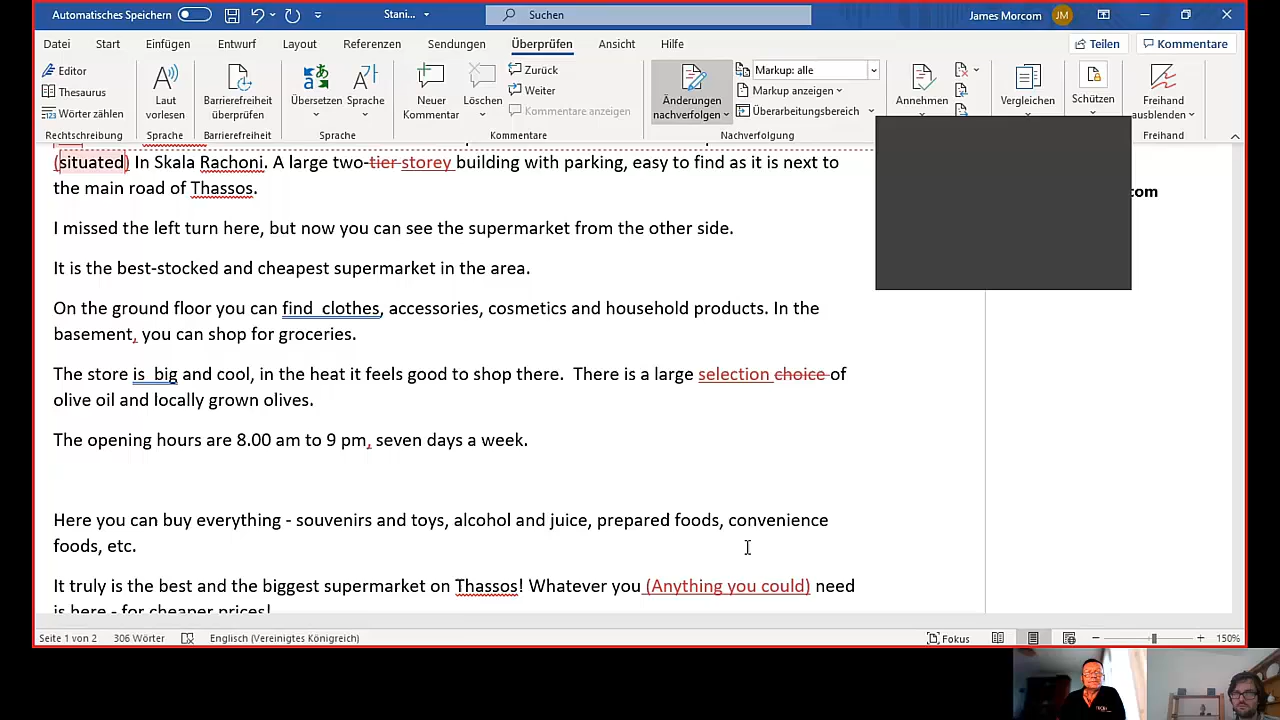 Automatisches Speichern Stani... Suchen James Morcom JM
Datei Start Einfügen Entwurf Layout Referenzen Sendungen Überprüfen Ansicht Hilfe Teilen Kommentare
Editor
Thesaurus
Wörter zählen
Rechtschreibung
Laut vorlesen
Sprache
Barrierefreiheit überprüfen
Barrierefreiheit
Übersetzen Sprache
Sprache
Neuer Kommentar
Löschen
Zurück
Weiter
Kommentare anzeigen
Kommentare
Änderungen nachverfolgen
Markup: alle
Markup anzeigen
Überarbeitungsbereich
Nachverfolgung
Annehmen
Vergleichen
Schützen
Freihand ausblenden
Freihand
(situated) In Skala Rachoni. A large two-tier storey building with parking, easy to find as it is next to
the main road of Thassos.
om
I missed the left turn here, but now you can see the supermarket from the other side.
It is the best-stocked and cheapest supermarket in the area.
On the ground floor you can find  clothes, accessories, cosmetics and household products. In the
basement, you can shop for groceries.
The store is  big and cool, in the heat it feels good to shop there.  There is a large selection choice of
olive oil and locally grown olives.
The opening hours are 8.00 am to 9 pm, seven days a week.
Here you can buy everything - souvenirs and toys, alcohol and juice, prepared foods, convenience
foods, etc.
It truly is the best and the biggest supermarket on Thassos! Whatever you (Anything you could) need
is here - for cheaper prices!
Seite 1 von 2 306 Wörter Englisch (Vereinigtes Königreich) Fokus 150%